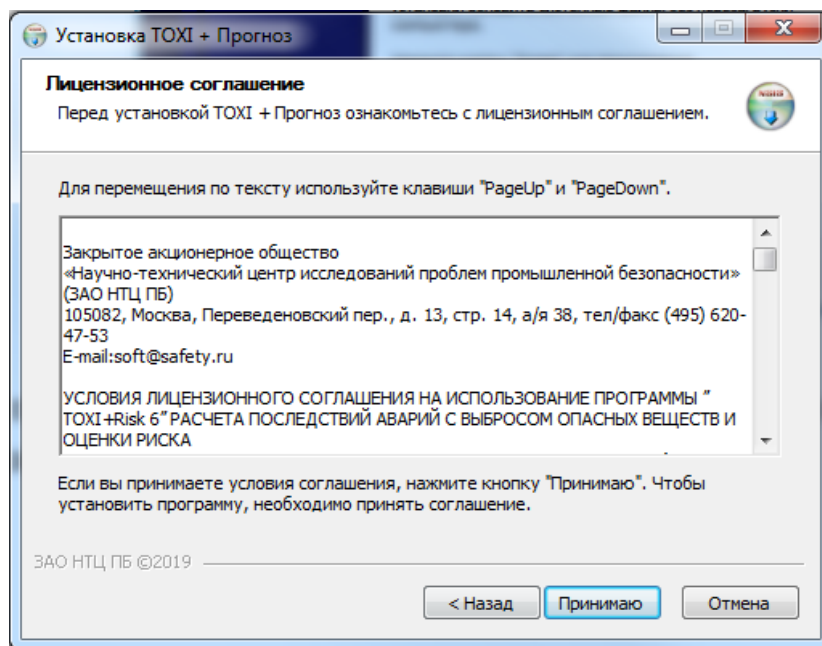 Установка TOXI + Прогноз
Лицензионное соглашение
Перед установкой TOXI + Прогноз ознакомьтесь с лицензионным соглашением.
Для перемещения по тексту используйте клавиши "PageUp" и "PageDown".
Закрытое акционерное общество
«Научно-технический центр исследований проблем промышленной безопасности»
(ЗАО НТЦ ПБ)
105082, Москва, Переведеновский пер., д. 13, стр. 14, а/я 38, тел/факс (495) 620-
47-53
E-mail:soft@safety.ru
УСЛОВИЯ ЛИЦЕНЗИОННОГО СОГЛАШЕНИЯ НА ИСПОЛЬЗОВАНИЕ ПРОГРАММЫ ”
TOXI+Risk 6” РАСЧЕТА ПОСЛЕДСТВИЙ АВАРИЙ С ВЫБРОСОМ ОПАСНЫХ ВЕЩЕСТВ И
ОЦЕНКИ РИСКА
Если вы принимаете условия соглашения, нажмите кнопку "Принимаю". Чтобы
установить программу, необходимо принять соглашение.
ЗАО НТЦ ПБ ©2019
< Назад
Принимаю
Отмена